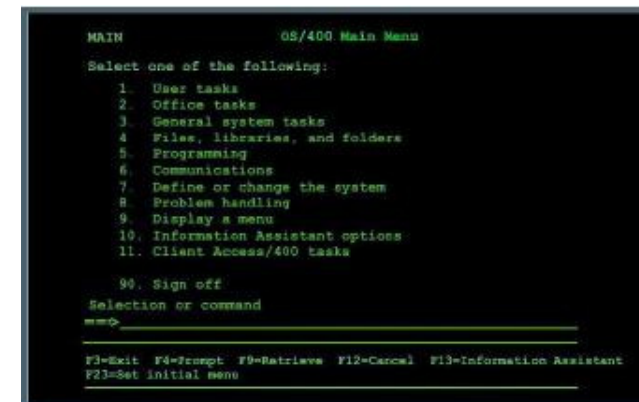 MAIN OS/400 Main Menu
Select one of the following:
1. User tasks
2. Office tasks
3. General system tasks
4. Files, libraries, and folders
5. Programming
6. Communications
7. Define or change the system
8. Problem handling
9. Display a menu
10. Information Assistant options
11. Client Access/400 tasks
90. Sign off
Selection or command
===>
F3=Exit F4=Prompt F9=Retrieve F12=Cancel F13=Information Assistant
F23=Set initial menu